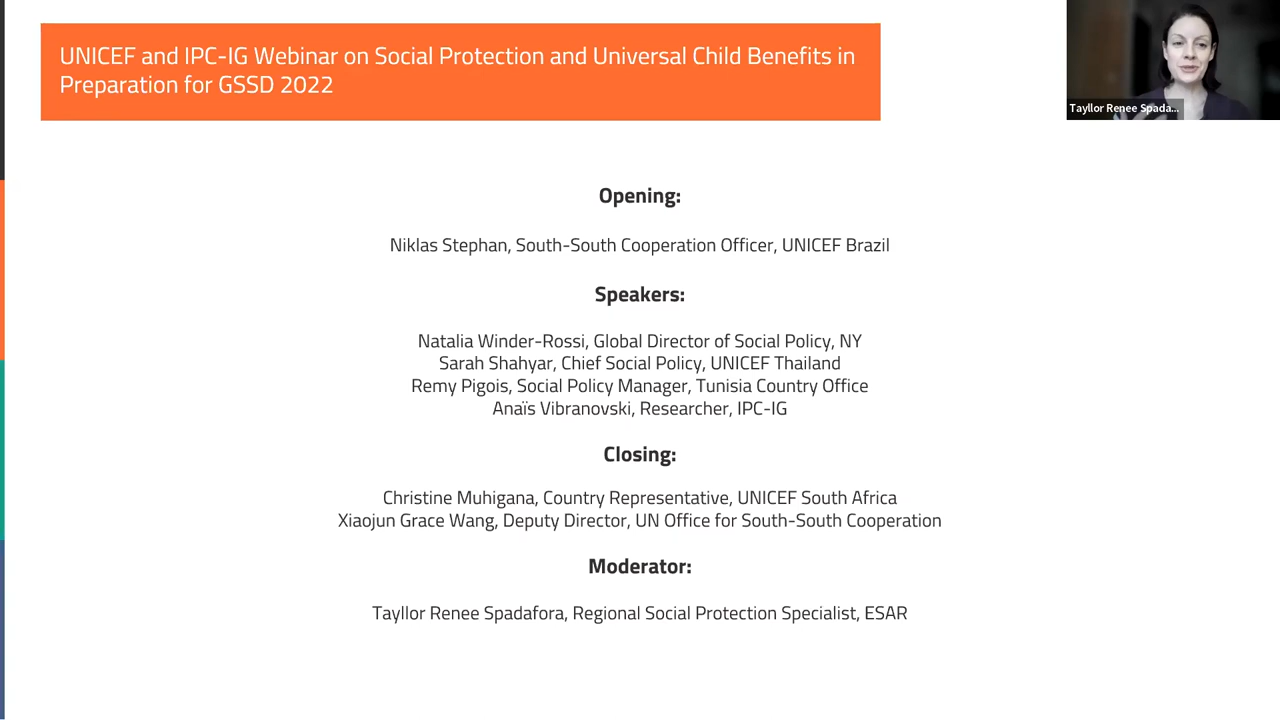 UNICEF and IPC-IG Webinar on Social Protection and Universal Child Benefits in
Preparation for GSSD 2022
Tayllor Renee Spada...
Opening:
Niklas Stephan, South-South Cooperation Officer, UNICEF Brazil
Speakers:
Natalia Winder-Rossi, Global Director of Social Policy, NY
Sarah Shahyar, Chief Social Policy, UNICEF Thailand
Remy Pigois, Social Policy Manager, Tunisia Country Office
Anaïs Vibranovski, Researcher, IPC-IG
Closing:
Christine Muhigana, Country Representative, UNICEF South Africa
Xiaojun Grace Wang, Deputy Director, UN Office for South-South Cooperation
Moderator:
Tayllor Renee Spadafora, Regional Social Protection Specialist, ESAR